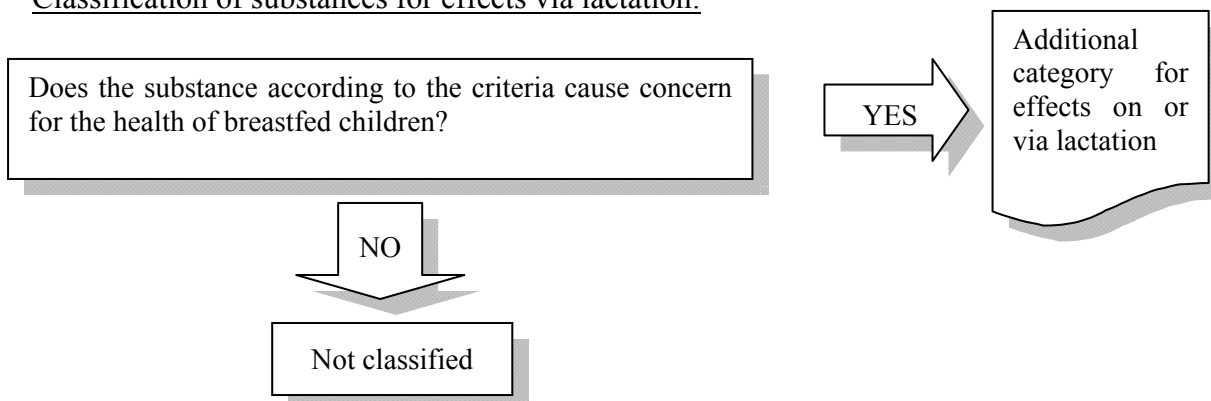 Classification of substances for effects via lactation:
Does the substance according to the criteria cause concern
for the health of breastfed children?
YES
Additional
category for
effects on or
via lactation
NO
Not classified